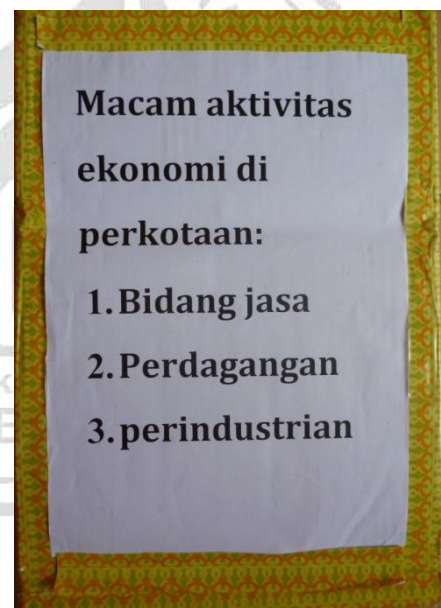 Macam aktivitas
ekonomi di
perkotaan:
1. Bidang jasa
2. Perdagangan
3. perindustrian